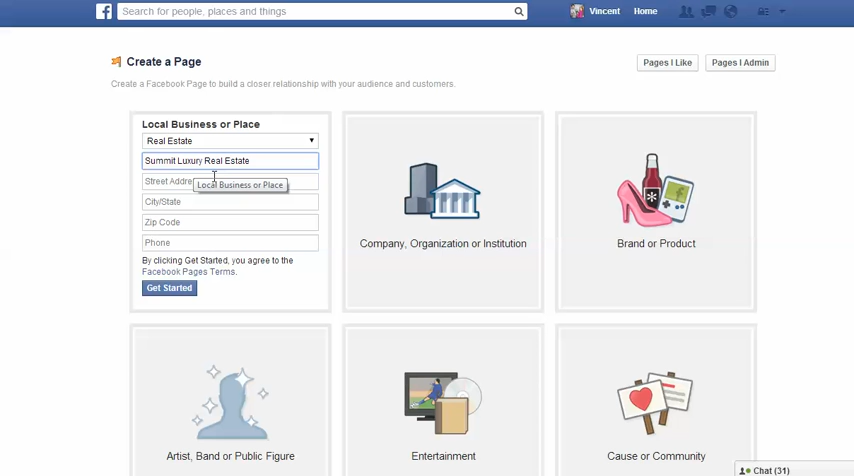 f Search for people, places and things Vincent Home
Create a Page
Pages I Like Pages I Admin
Create a Facebook Page to build a closer relationship with your audience and customers.
Local Business or Place
Real Estate
Summit Luxury Real Estate
Street Addre
Local Business or Place
City/State
Zip Code
Phone
By clicking Get Started, you agree to the
Facebook Pages Terms.
Get Started
Company, Organization or Institution
Brand or Product
Artist, Band or Public Figure
Entertainment
Cause or Community
Chat (31)